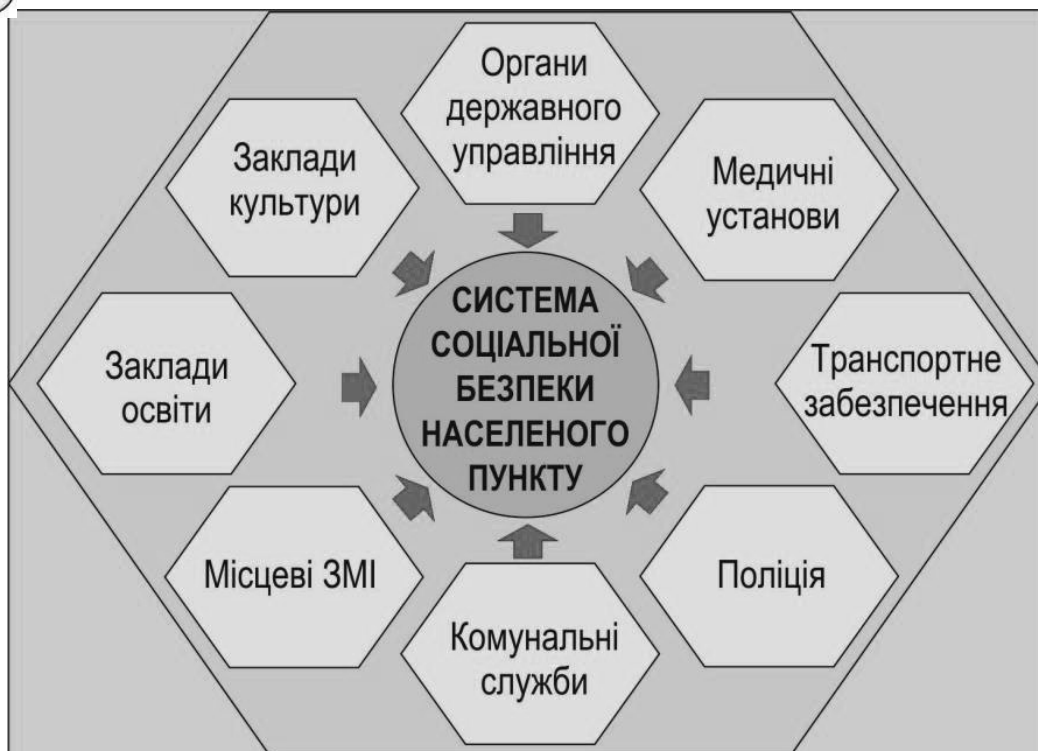 Органи
державного
управління
Заклади
культури
Медичні
установи
СИСТЕМА
СОЦІАЛЬНОЇ
БЕЗПЕКИ
НАСЕЛЕНОГО
ПУНКТУ
Заклади
освіти
Транспортне
забезпечення
Місцеві ЗМІ
Поліція
Комунальні
служби